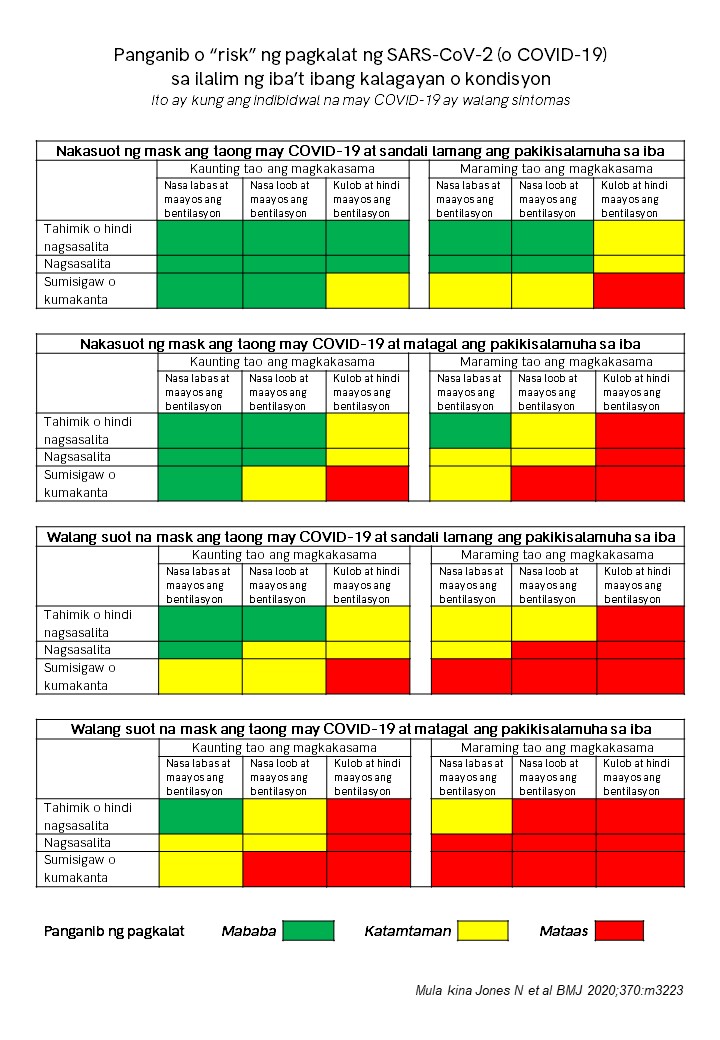 Panganib o “risk” ng pagkalat ng SARS-CoV-2 (o COVID-19)
sa ilalim ng iba’t ibang kalagayan o kondisyon
Ito ay kung ang indibidwal na may COVID-19 ay walang sintomas
Nakasuot ng mask ang taong may COVID-19 at sandali lamang ang pakikisalamuha sa iba
Kaunting tao ang magkakasama Maraming tao ang magkakasama
Nasa labas at Nasa loob at Kulob at hindi Nasa labas at Nasa loob at Kulob at hindi
maayos ang maayos ang maayos ang maayos ang maayos ang maayos ang
bentilasyon bentilasyon bentilasyon bentilasyon bentilasyon bentilasyon
Tahimik o hindi
nagsasalita
Nagsasalita
Sumisigaw o
kumakanta
Nakasuot ng mask ang taong may COVID-19 at matagal ang pakikisalamuha sa iba
Kaunting tao ang magkakasama Maraming tao ang magkakasama
Nasa labas at Nasa loob at Kulob at hindi Nasa labas at Nasa loob at Kulob at hindi
maayos ang maayos ang maayos ang maayos ang maayos ang maayos ang
bentilasyon bentilasyon bentilasyon bentilasyon bentilasyon bentilasyon
Tahimik o hindi
nagsasalita
Nagsasalita
Sumisigaw o
kumakanta
Walang suot na mask ang taong may COVID-19 at sandali lamang ang pakikisalamuha sa iba
Kaunting tao ang magkakasama Maraming tao ang magkakasama
Nasa labas at Nasa loob at Kulob at hindi Nasa labas at Nasa loob at Kulob at hindi
maayos ang maayos ang maayos ang maayos ang maayos ang maayos ang
bentilasyon bentilasyon bentilasyon bentilasyon bentilasyon bentilasyon
Tahimik o hindi
nagsasalita
Nagsasalita
Sumisigaw o
kumakanta
Walang suot na mask ang taong may COVID-19 at matagal ang pakikisalamuha sa iba
Kaunting tao ang magkakasama Maraming tao ang magkakasama
Nasa labas at Nasa loob at Kulob at hindi Nasa labas at Nasa loob at Kulob at hindi
maayos ang maayos ang maayos ang maayos ang maayos ang maayos ang
bentilasyon bentilasyon bentilasyon bentilasyon bentilasyon bentilasyon
Tahimik o hindi
nagsasalita
Nagsasalita
Sumisigaw o
kumakanta
Panganib ng pagkalat Mababa Katamtaman Mataas
Mula kina Jones N et al BMJ 2020;370:m3223